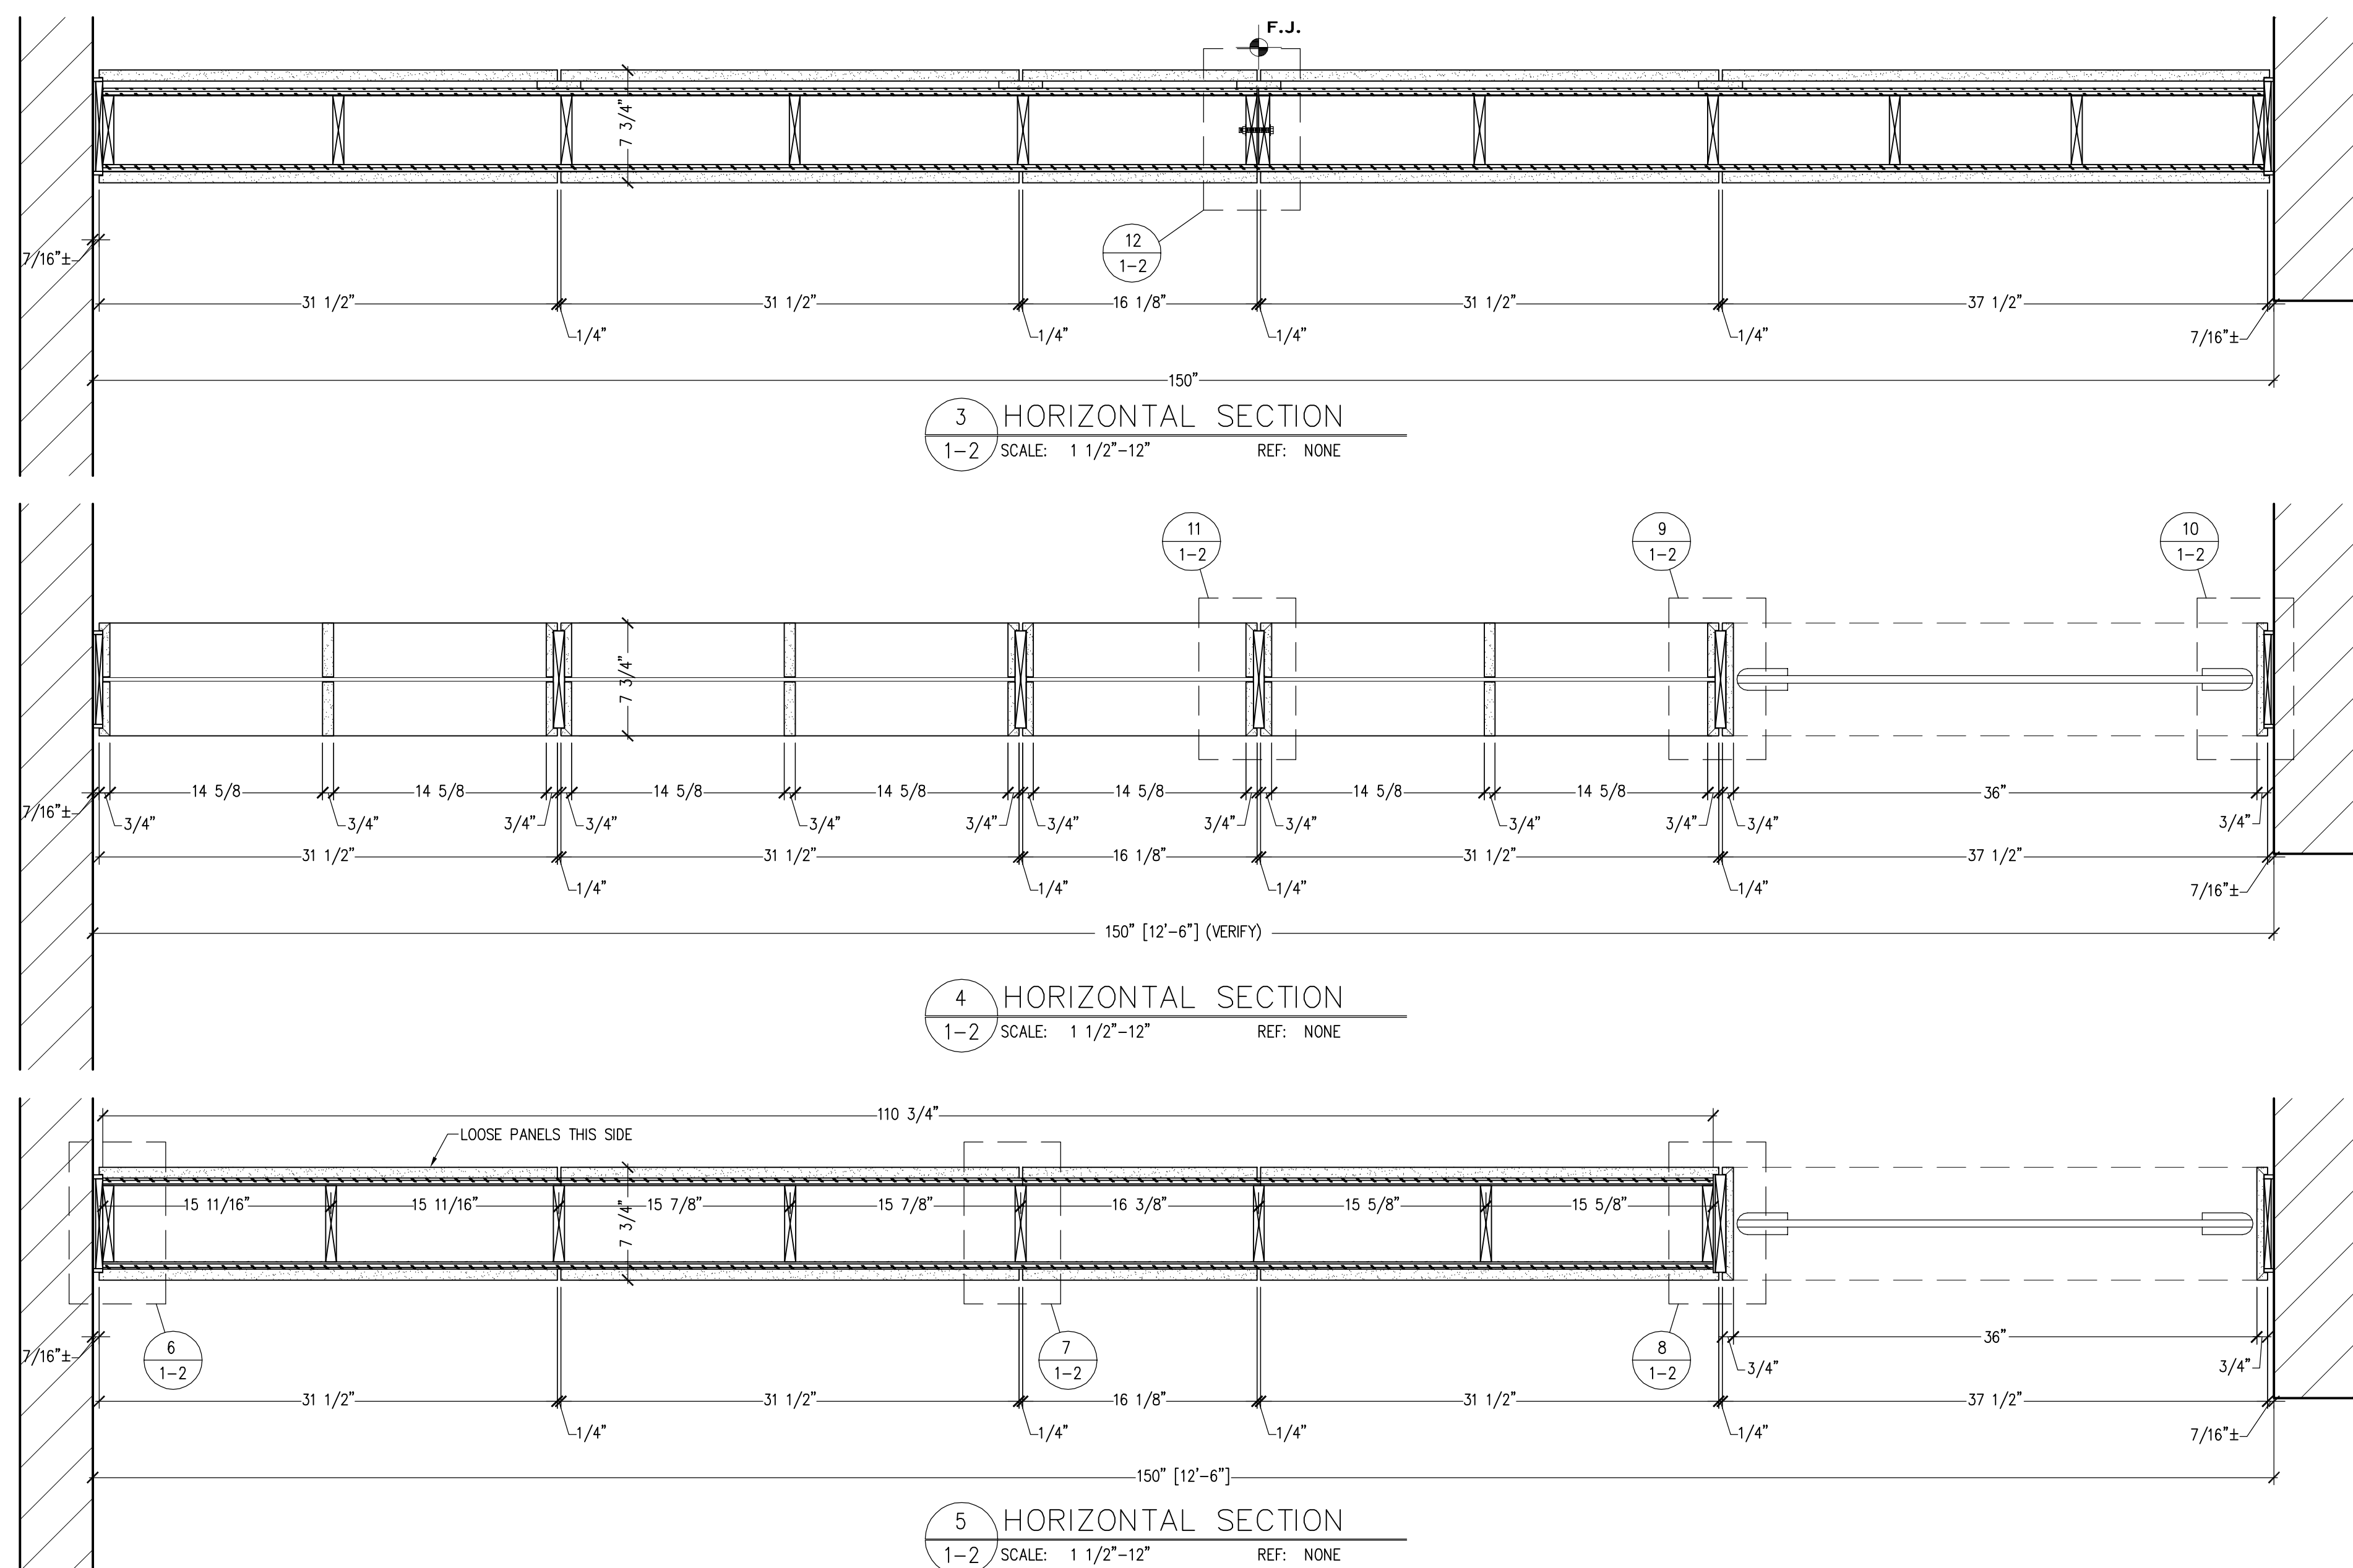 F.J.
7 3/4"
12
1-2
7/16"±
31 1/2" 31 1/2" 16 1/8" 31 1/2" 37 1/2"
1/4" 1/4" 1/4" 1/4" 7/16"±
150"
3 HORIZONTAL SECTION
1-2 SCALE: 1 1/2"-12" REF: NONE
11 9 10
1-2 1-2 1-2
7 3/4"
14 5/8 14 5/8 14 5/8 14 5/8 14 5/8 14 5/8 14 5/8 36"
7/16"± 3/4" 3/4" 3/4" 3/4" 3/4" 3/4" 3/4" 3/4" 3/4" 3/4" 3/4" 3/4" 3/4"
31 1/2" 31 1/2" 16 1/8" 31 1/2" 37 1/2"
1/4" 1/4" 1/4" 1/4" 7/16"±
150" [12'-6"] (VERIFY)
4 HORIZONTAL SECTION
1-2 SCALE: 1 1/2"-12" REF: NONE
110 3/4"
LOOSE PANELS THIS SIDE
15 11/16" 15 11/16" 15 7/8" 15 7/8" 16 3/8" 15 5/8" 15 5/8"
7 3/4"
6 7 8
1-2 1-2 1-2
36"
7/16"± 3/4" 3/4"
31 1/2" 31 1/2" 16 1/8" 31 1/2" 37 1/2"
1/4" 1/4" 1/4" 1/4" 7/16"±
150" [12'-6"]
5 HORIZONTAL SECTION
1-2 SCALE: 1 1/2"-12" REF: NONE